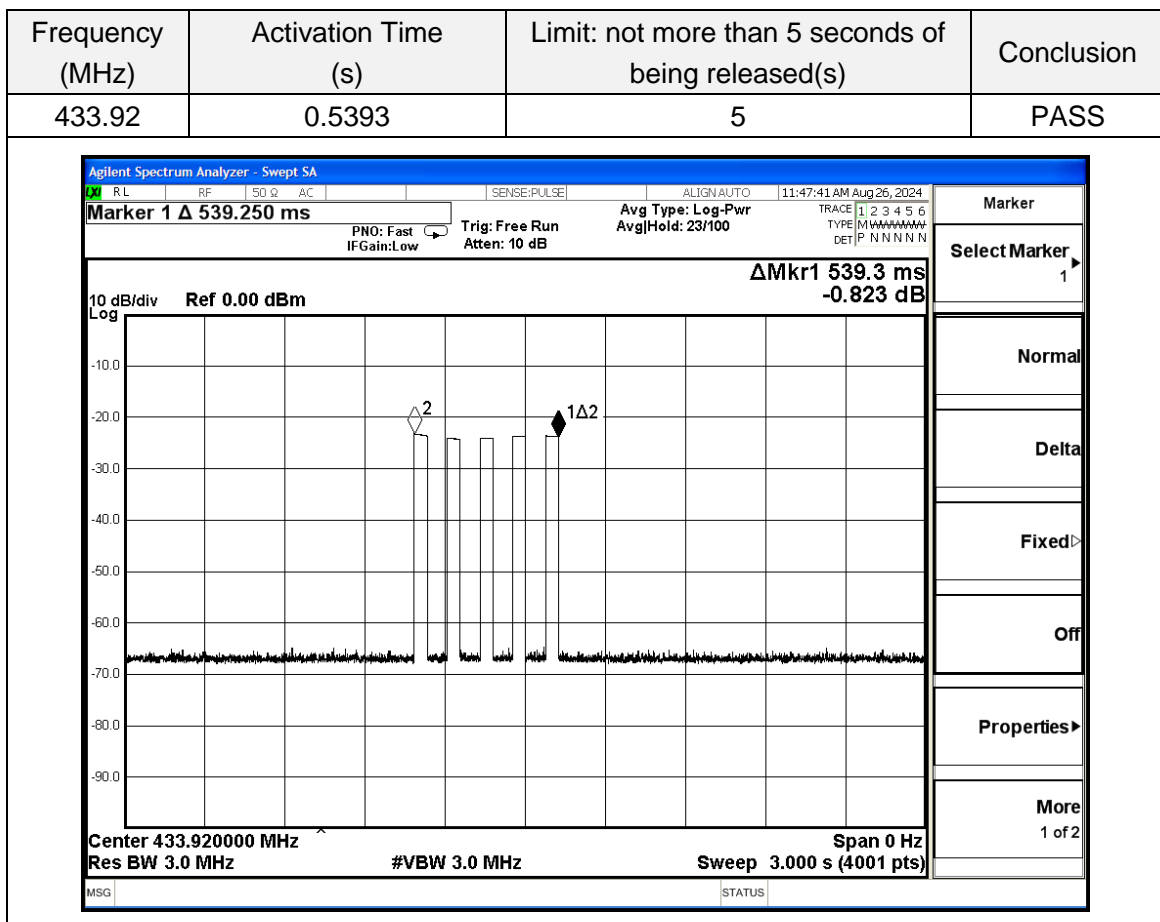 Frequency (MHz) Activation Time (s) Limit: not more than 5 seconds of being released(s) Conclusion
433.92 0.5393 5 PASS
Agilent Spectrum Analyzer - Swept SA
LXI RL RF 50 Ω AC SENSE:PULSE ALIGN AUTO 11:47:41 AM Aug 26, 2024
Marker 1 Δ 539.250 ms
PNO: Fast
IFGain:Low
Trig: Free Run
Atten: 10 dB
Avg Type: Log-Pwr
Avg|Hold: 23/100
TRACE 1 2 3 4 5 6
TYPE M WWWWW
DET P N N N N N
ΔMkr1 539.3 ms
-0.823 dB
10 dB/div Ref 0.00 dBm
Log
-10.0
-20.0
-30.0
-40.0
-50.0
-60.0
-70.0
-80.0
-90.0
2
1Δ2
Center 433.920000 MHz Span 0 Hz
Res BW 3.0 MHz #VBW 3.0 MHz Sweep 3.000 s (4001 pts)
MSG STATUS
Marker
Select Marker
1
Normal
Delta
Fixed
Off
Properties
More
1 of 2